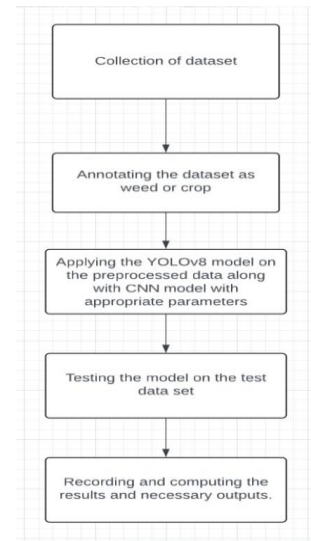 Collection of dataset
Annotating the dataset as
weed or crop
Applying the YOLOv8 model on
the preprocessed data along
with CNN model with
appropriate parameters
Testing the model on the test
data set
Recording and computing the
results and necessary outputs.